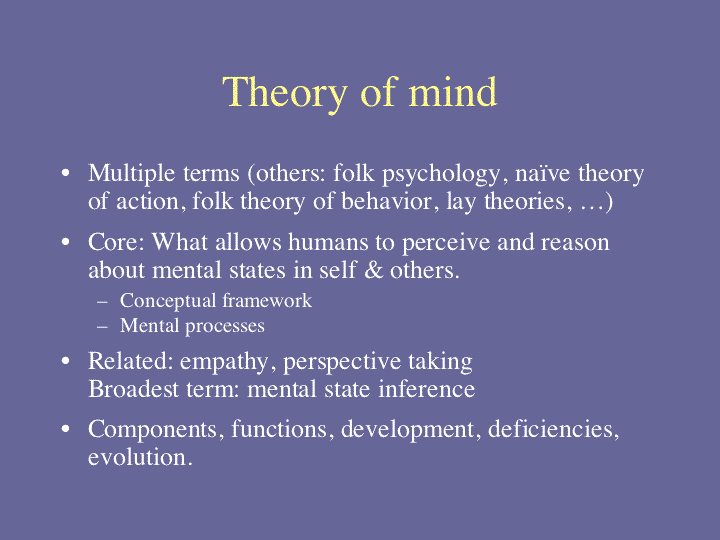 Theory of mind
• Multiple terms (others: folk psychology, naïve theory
of action, folk theory of behavior, lay theories, …)
• Core: What allows humans to perceive and reason
about mental states in self & others.
– Conceptual framework
– Mental processes
• Related: empathy, perspective taking
Broadest term: mental state inference
• Components, functions, development, deficiencies,
evolution.